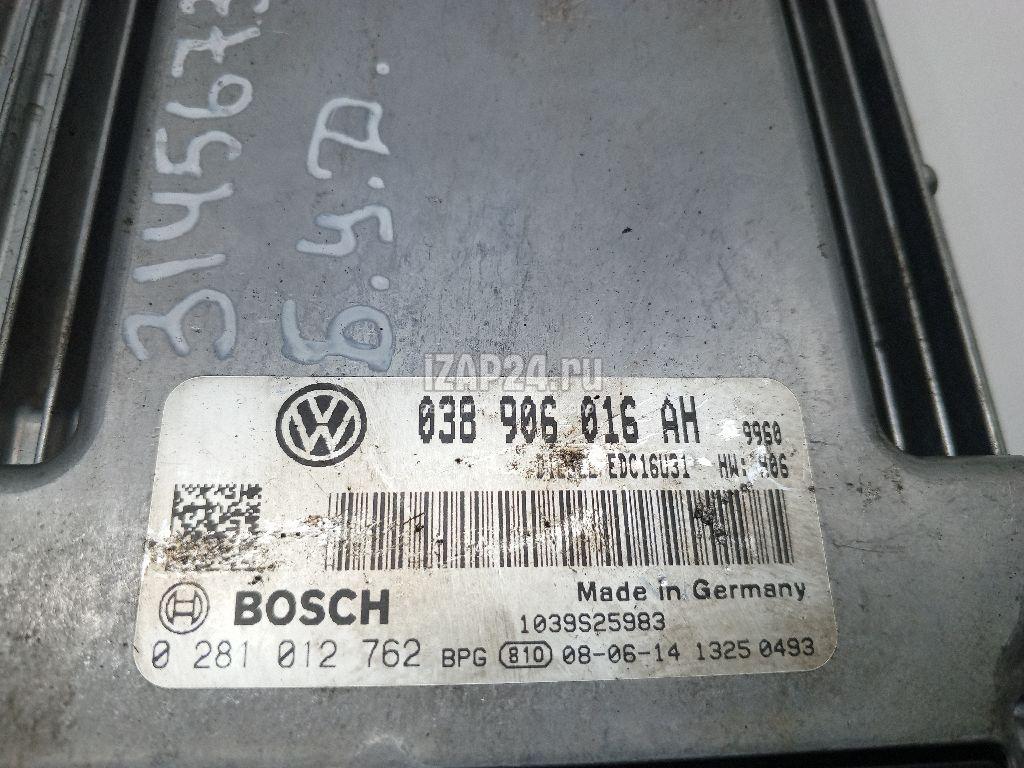 314567
Б.У.Д.
IZAP24.ru
038 906 016 AH 9960
EDC16U31 HW:
BOSCH
Made in Germany
1039S25983
0 281 012 762 BPG 810 08-06-14 1325 0493